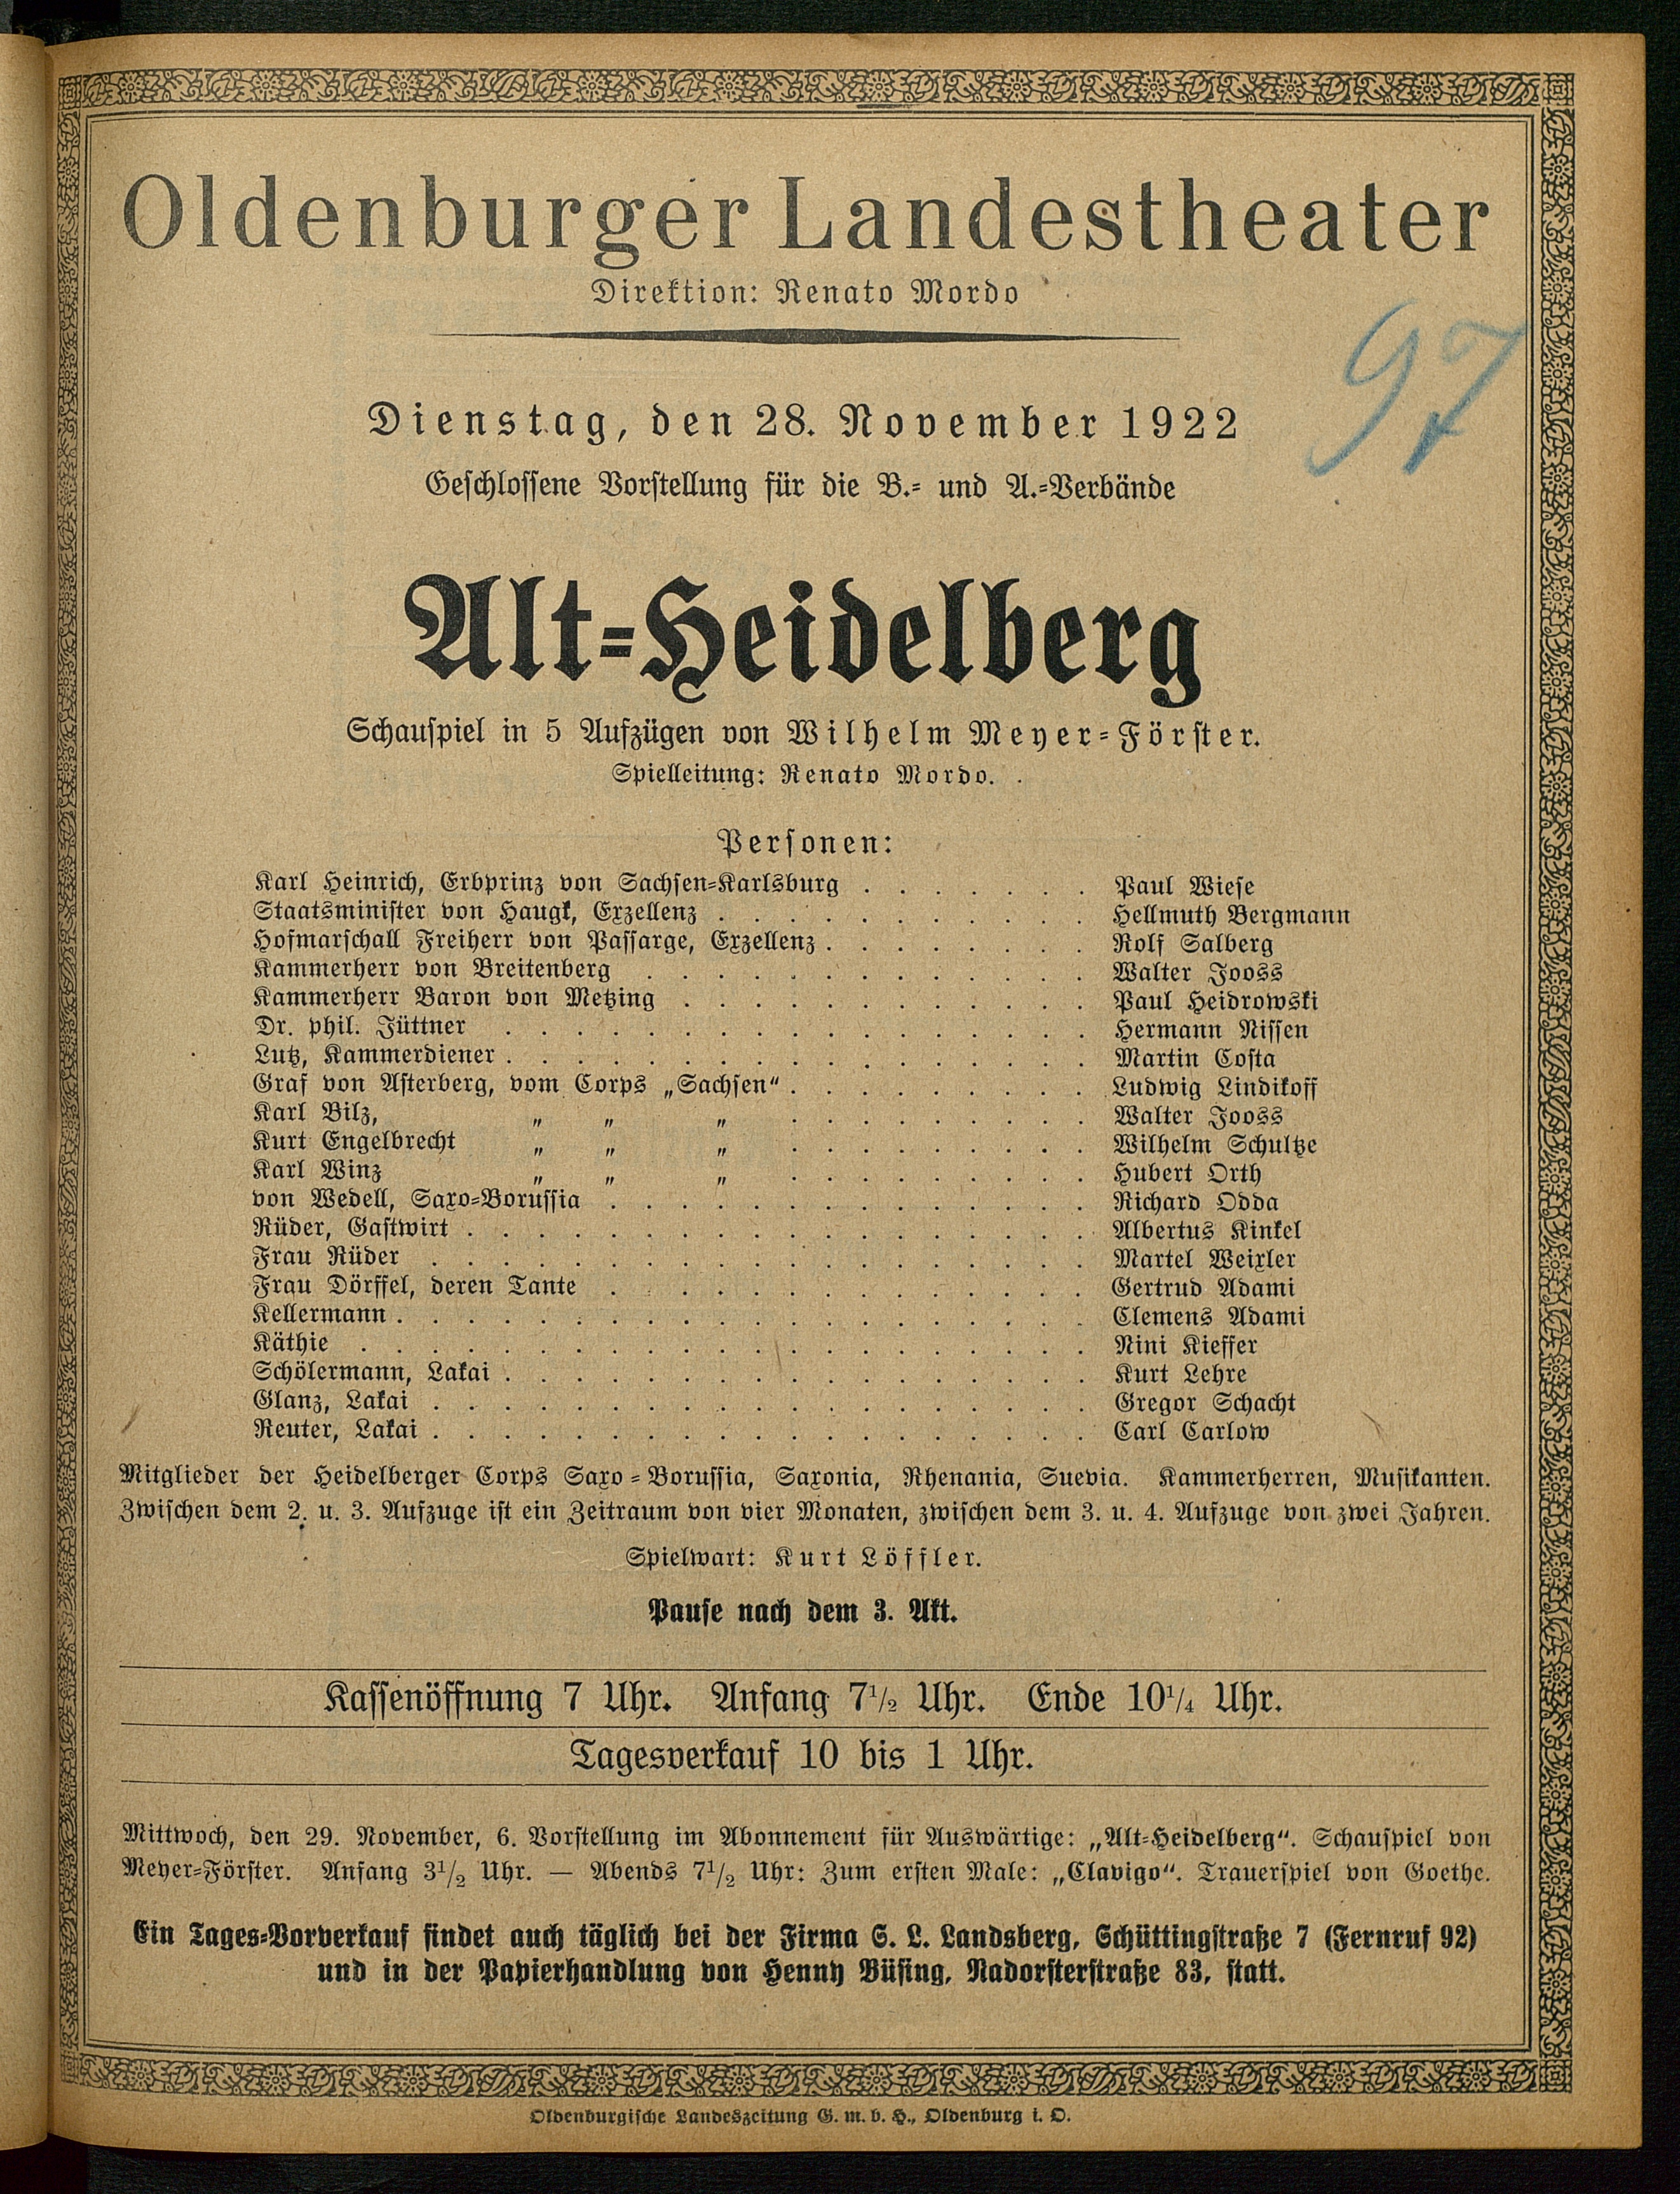 Oldenburger Landestheater
Direktion: Renato Mordo
97
Dienstag, den 28. November 1922
Geschlossene Vorstellung für die B.- und A.-Verbände
Alt-Heidelberg
Schauspiel in 5 Aufzügen von Wilhelm Meyer-Förster.
Spielleitung: Renato Mordo.
Personen:
Karl Heinrich, Erbprinz von Sachsen-Karlsburg . . . . . . . Paul Wiese
Staatsminister von Haugk, Exzellenz . . . . . . . . . . . Hellmuth Bergmann
Hofmarschall Freiherr von Passarge, Exzellenz . . . . . . . . Rolf Salberg
Kammerherr von Breitenberg . . . . . . . . . . . . . Walter Jooss
Kammerherr Baron von Metzing . . . . . . . . . . . . Paul Heidrowski
Dr. phil. Jüttner . . . . . . . . . . . . . . . . . Hermann Nissen
Lutz, Kammerdiener . . . . . . . . . . . . . . . . . Martin Costa
Graf von Asterberg, vom Corps „Sachsen“ . . . . . . . . . Ludwig Lindikoff
Karl Bilz, „ „ „ . . . . . . . . . Walter Jooss
Kurt Engelbrecht „ „ „ . . . . . . . . . Wilhelm Schultze
Karl Winz „ „ „ . . . . . . . . . Hubert Orth
von Wedell, Saxo-Borussia . . . . . . . . . . . . . . Richard Odda
Rüder, Gastwirt . . . . . . . . . . . . . . . . . . Albertus Kinkel
Frau Rüder . . . . . . . . . . . . . . . . . . . Martel Weixler
Frau Dörffel, deren Tante . . . . . . . . . . . . . Gertrud Adami
Kellermann . . . . . . . . . . . . . . . . . . . . Clemens Adami
Käthie . . . . . . . . . . . . . . . . . . . . . Nini Kieffer
Schölermann, Lakai . . . . . . . . . . . . . . . . . Kurt Lehre
Glanz, Lakai . . . . . . . . . . . . . . . . . . . Gregor Schacht
Reuter, Lakai . . . . . . . . . . . . . . . . . . . Carl Carlow
Mitglieder der Heidelberger Corps Saxo-Borussia, Saxonia, Rhenania, Suevia. Kammerherren, Musikanten.
Zwischen dem 2. u. 3. Aufzuge ist ein Zeitraum von vier Monaten, zwischen dem 3. u. 4. Aufzuge von zwei Jahren.
Spielwart: Kurt Löffler.
Pause nach dem 3. Akt.
Kassenöffnung 7 Uhr. Anfang 7½ Uhr. Ende 10¼ Uhr.
Tagesverkauf 10 bis 1 Uhr.
Mittwoch, den 29. November, 6. Vorstellung im Abonnement für Auswärtige: „Alt-Heidelberg“. Schauspiel von
Meyer-Förster. Anfang 3½ Uhr. — Abends 7½ Uhr: Zum ersten Male: „Clavigo“. Trauerspiel von Goethe.
Ein Tages-Vorverkauf findet auch täglich bei der Firma S. L. Landsberg, Schüttingstraße 7 (Fernruf 92)
und in der Papierhandlung von Henny Büsing, Nadorsterstraße 83, statt.
Oldenburgische Landeszeitung G. m. b. H., Oldenburg i. O.